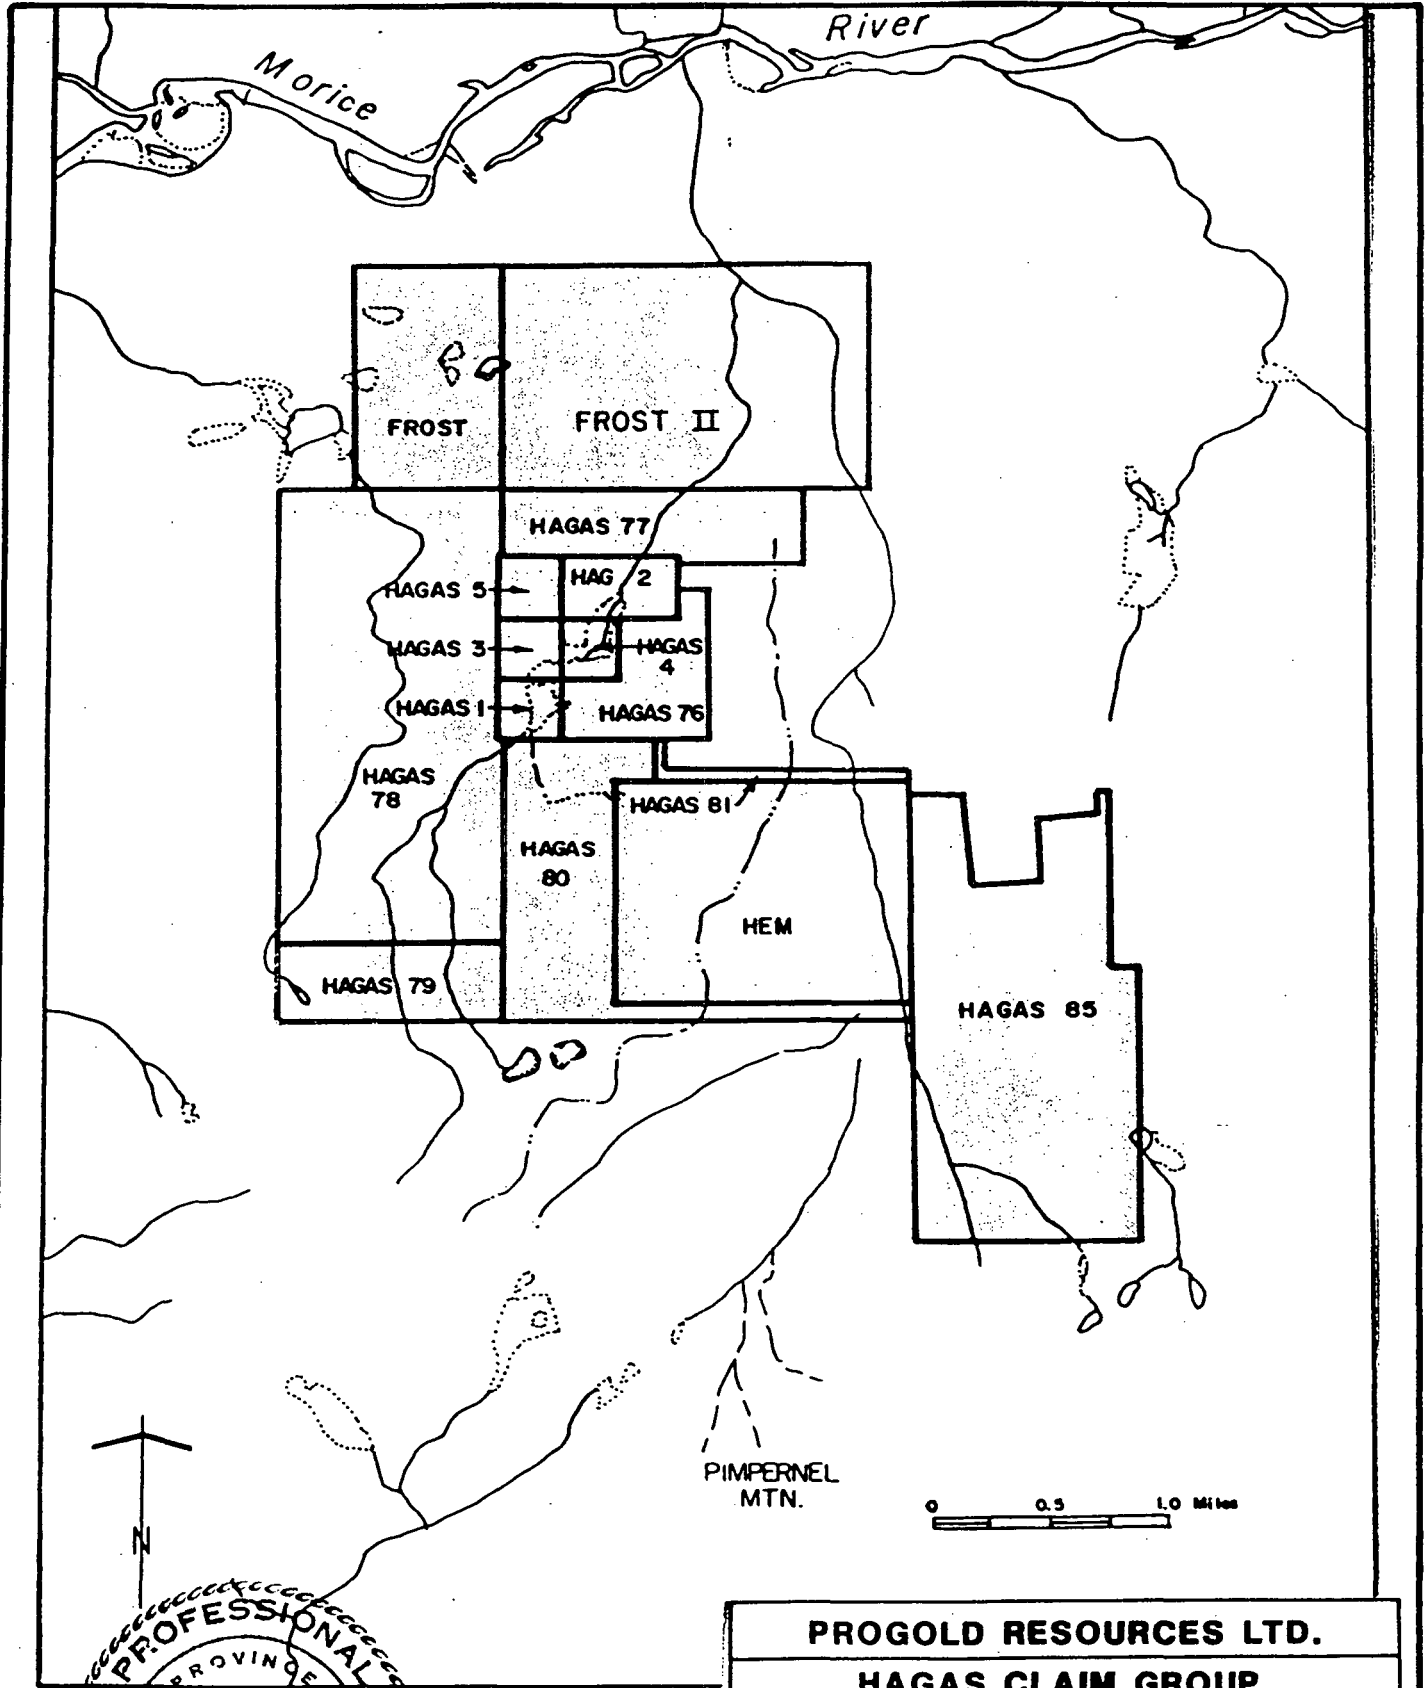 River
Morice
FROST
FROST II
HAGAS 77
HAGAS 5
HAG 2
HAGAS 3
HAGAS
4
HAGAS 1
HAGAS 76
HAGAS
78
HAGAS 81
HAGAS
80
HEM
HAGAS 79
HAGAS 85
PIMPERNEL
MTN.
0 0.5 1.0 Miles
N
PROFESSIONAL
PROVINCE
PROGOLD RESOURCES LTD.
HAGAS CLAIM GROUP